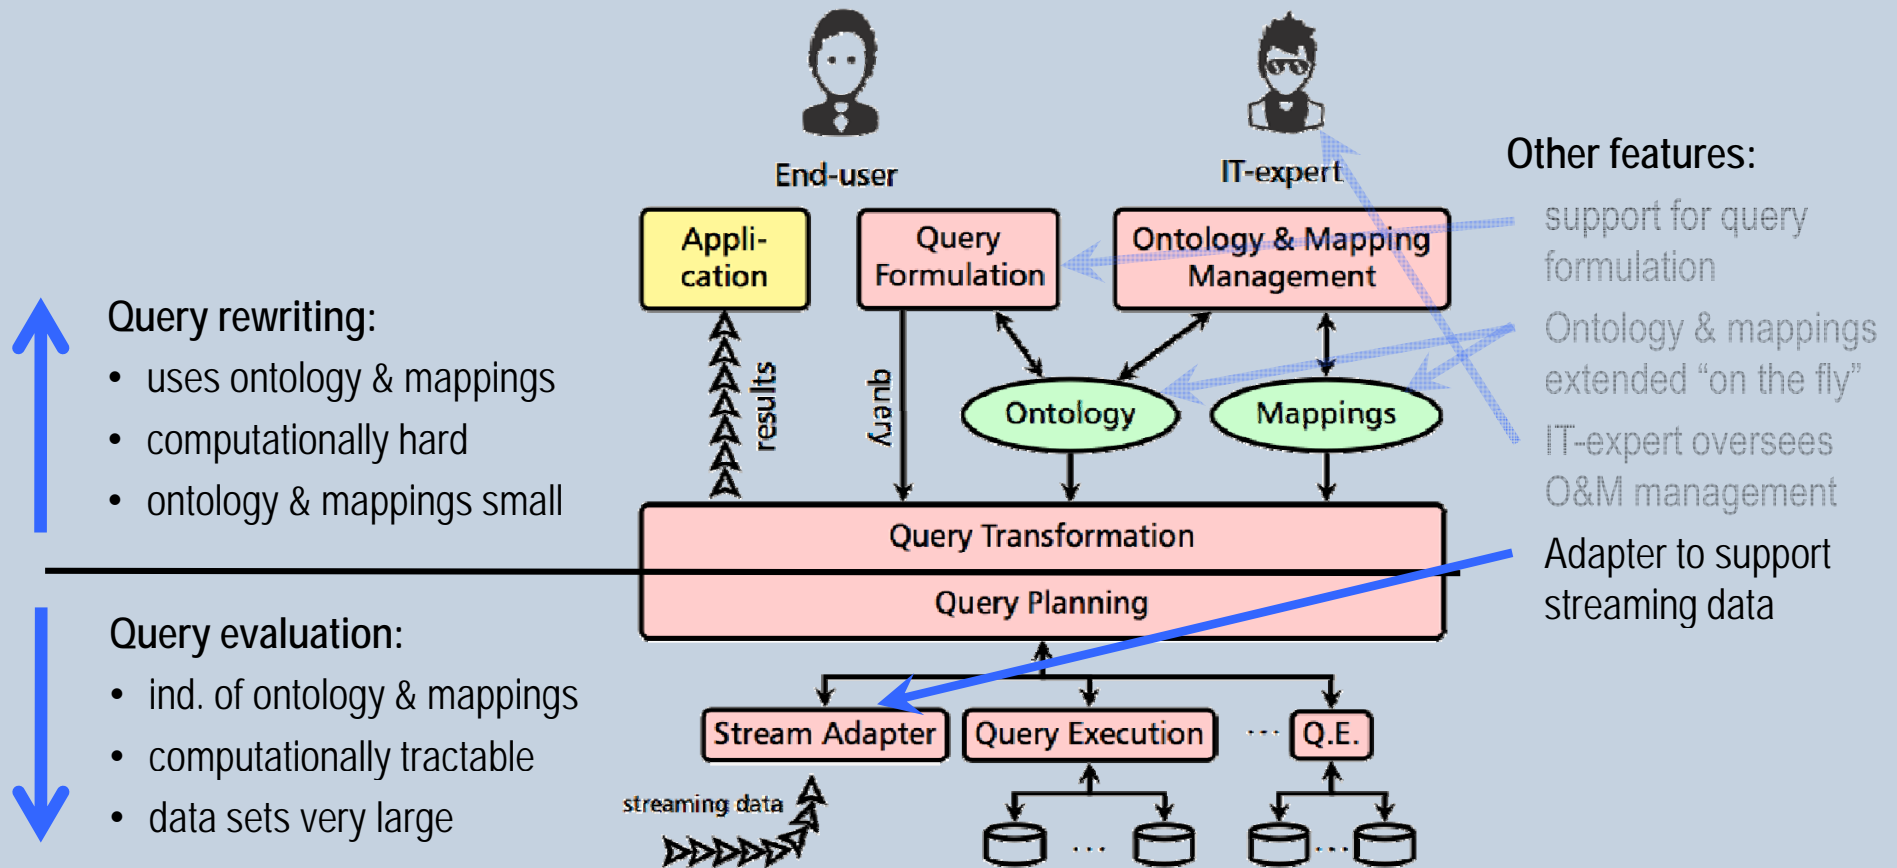 End-user
IT-expert
Other features:
support for query
formulation
Ontology & mappings
extended “on the fly”
IT-expert oversees
O&M management
Adapter to support
streaming data
Appli-
cation
Query
Formulation
Ontology & Mapping
Management
Query rewriting:
• uses ontology & mappings
• computationally hard
• ontology & mappings small
results
query
Ontology
Mappings
Query Transformation
Query Planning
Query evaluation:
• ind. of ontology & mappings
• computationally tractable
• data sets very large
Stream Adapter
Query Execution
...
Q.E.
streaming data
...
...